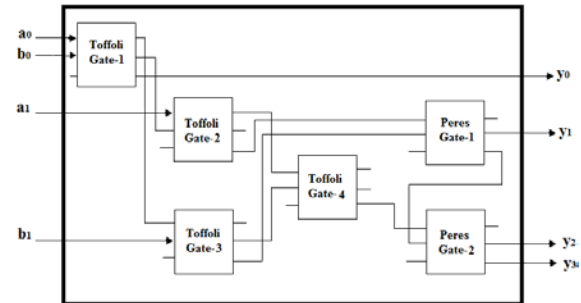 a0
b0
Toffoli
Gate-1
y0
a1
Toffoli
Gate-2
Peres
Gate-1
y1
Toffoli
Gate-4
b1
Toffoli
Gate-3
Peres
Gate-2
y2
y3